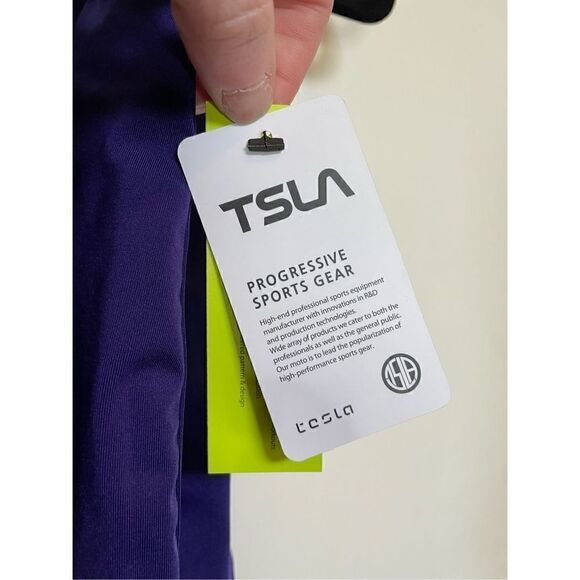 TSLA
PROGRESSIVE
SPORTS GEAR
High-end professional sports equipment
manufacturer with innovations in R&D
and production technologies.
Wide array of products we cater to both the
professionals as well as the general public.
Our moto is to lead the popularization of
high-performance sports gear.
tesla
pattern & design